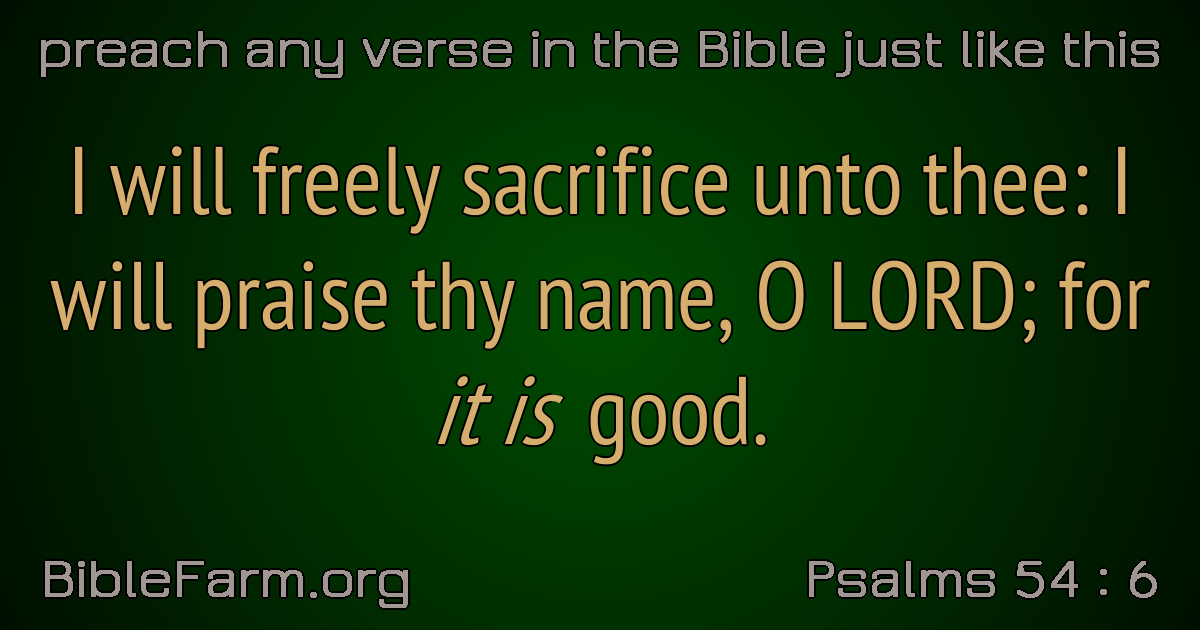 preach any verse in the Bible just like this
I will freely sacrifice unto thee: I
will praise thy name, O LORD; for
it is good.
BibleFarm.org
Psalms 54 : 6